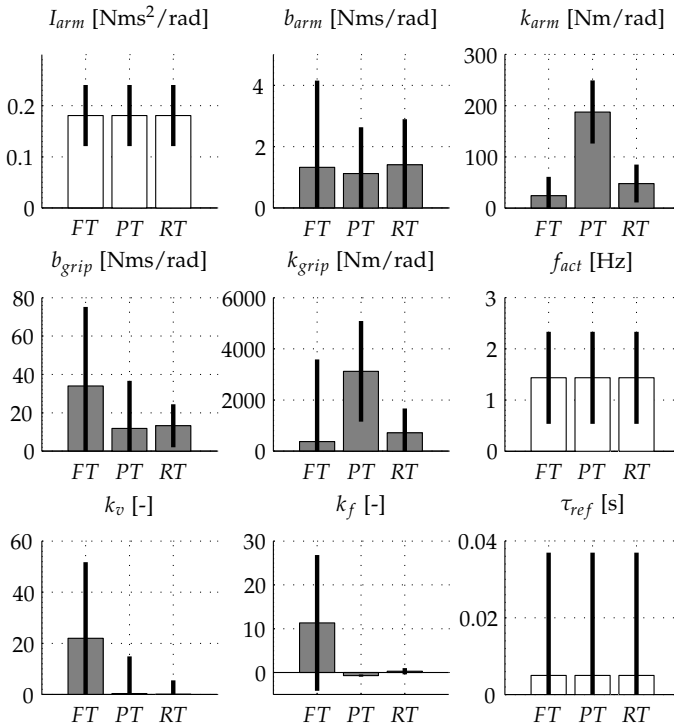 I_arm [Nms²/rad]
b_arm [Nms/rad]
k_arm [Nm/rad]
0.2
0.1
0
FT PT RT
4
2
0
FT PT RT
300
200
100
0
FT PT RT
b_grip [Nms/rad]
k_grip [Nm/rad]
f_act [Hz]
80
60
40
20
0
FT PT RT
6000
4000
2000
0
FT PT RT
3
2
1
0
FT PT RT
k_v [-]
k_f [-]
τ_ref [s]
60
40
20
0
FT PT RT
30
20
10
0
FT PT RT
0.04
0.02
0
FT PT RT